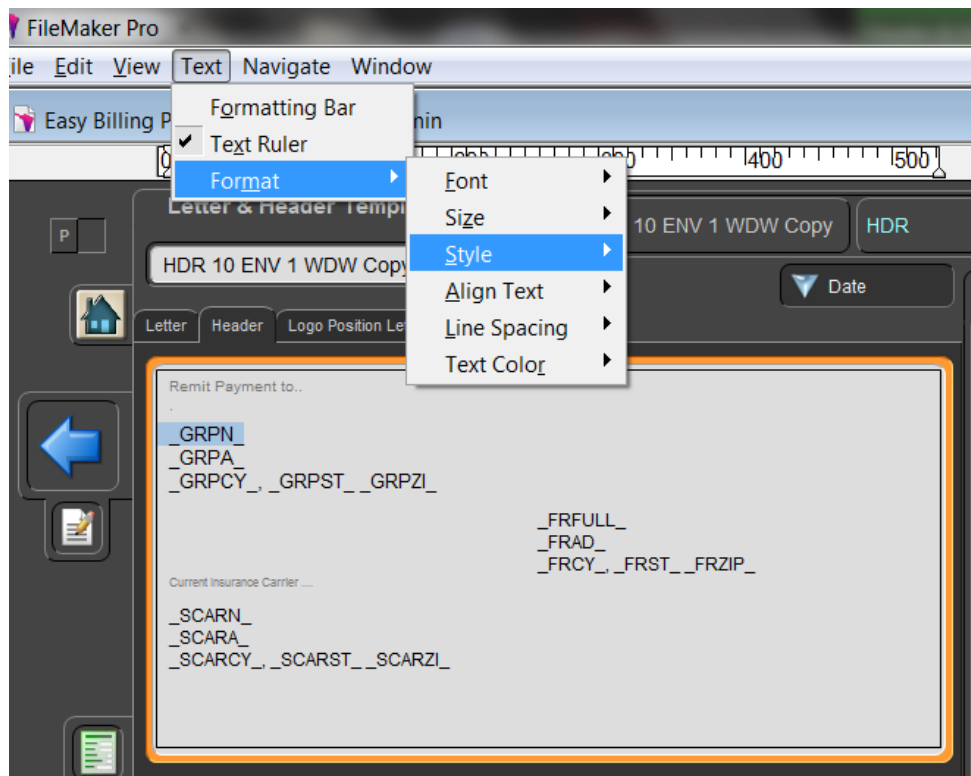 FileMaker Pro
ile Edit View Text Navigate Window
Easy Billing P
min
Formatting Bar
Text Ruler
Format
400 500
Font
Size
Style
Align Text
Line Spacing
Text Color
P
10 ENV 1 WDW Copy
HDR
Letter & Header Templ
HDR 10 ENV 1 WDW Copy
Date
Letter Header Logo Position Le
Remit Payment to..
.
_GRPN_
_GRPA_
_GRPCY_, _GRPST_ _GRPZI_
_FRFULL_
_FRAD_
_FRCY_, _FRST_ _FRZIP_
Current Insurance Carrier ....
_SCARN_
_SCARA_
_SCARCY_, _SCARST_ _SCARZI_